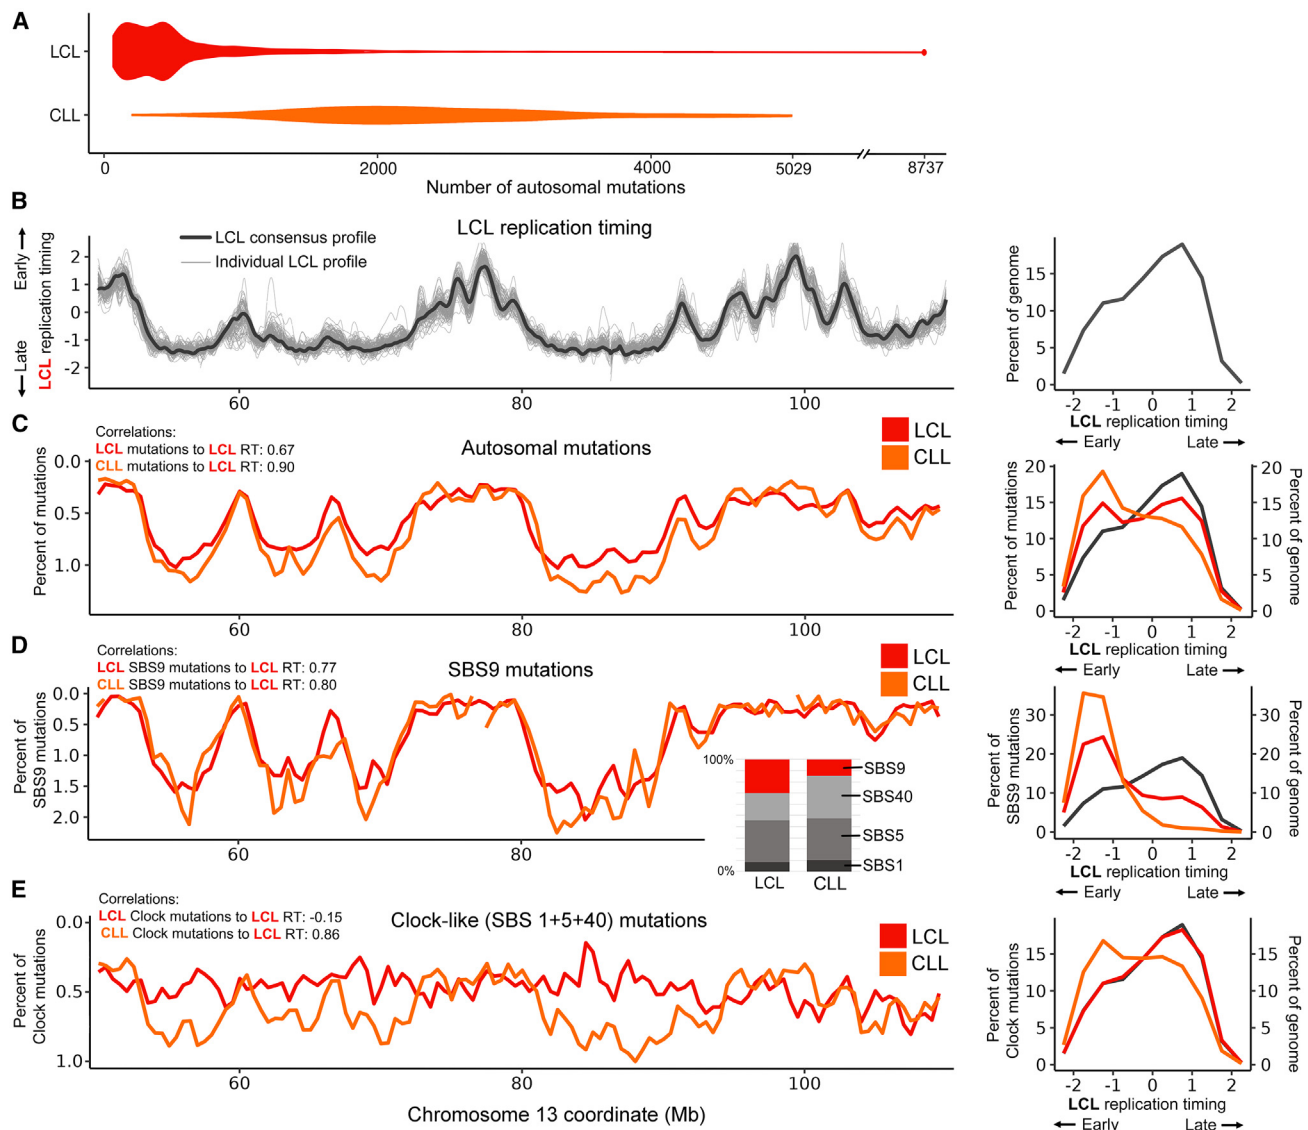 A
LCL
CLL
0 2000 4000 5029 8737
Number of autosomal mutations
B
LCL replication timing
LCL consensus profile
Individual LCL profile
← Late Early →
LCL replication timing
2
1
0
-1
-2
60 80 100
Percent of genome
15
10
5
0
-2 -1 0 1 2
LCL replication timing
← Early Late →
C
Correlations:
LCL mutations to LCL RT: 0.67
CLL mutations to LCL RT: 0.90
Autosomal mutations
LCL
CLL
Percent of mutations
0.0
0.5
1.0
60 80 100
Percent of mutations
20
15
10
5
0
20
15
10
5
0
Percent of genome
-2 -1 0 1 2
LCL replication timing
← Early Late →
D
Correlations:
LCL SBS9 mutations to LCL RT: 0.77
CLL SBS9 mutations to LCL RT: 0.80
SBS9 mutations
LCL
CLL
Percent of
SBS9 mutations
0.0
0.5
1.0
1.5
2.0
60 80
100%
0%
SBS9
SBS40
SBS5
SBS1
LCL CLL
Percent of
SBS9 mutations
30
20
10
0
30
20
10
0
Percent of genome
-2 -1 0 1 2
LCL replication timing
← Early Late →
E
Correlations:
LCL Clock mutations to LCL RT: -0.15
CLL Clock mutations to LCL RT: 0.86
Clock-like (SBS 1+5+40) mutations
LCL
CLL
Percent of
Clock mutations
0.0
0.5
1.0
60 80 100
Chromosome 13 coordinate (Mb)
Percent of
Clock mutations
15
10
5
0
15
10
5
0
Percent of genome
-2 -1 0 1 2
LCL replication timing
← Early Late →